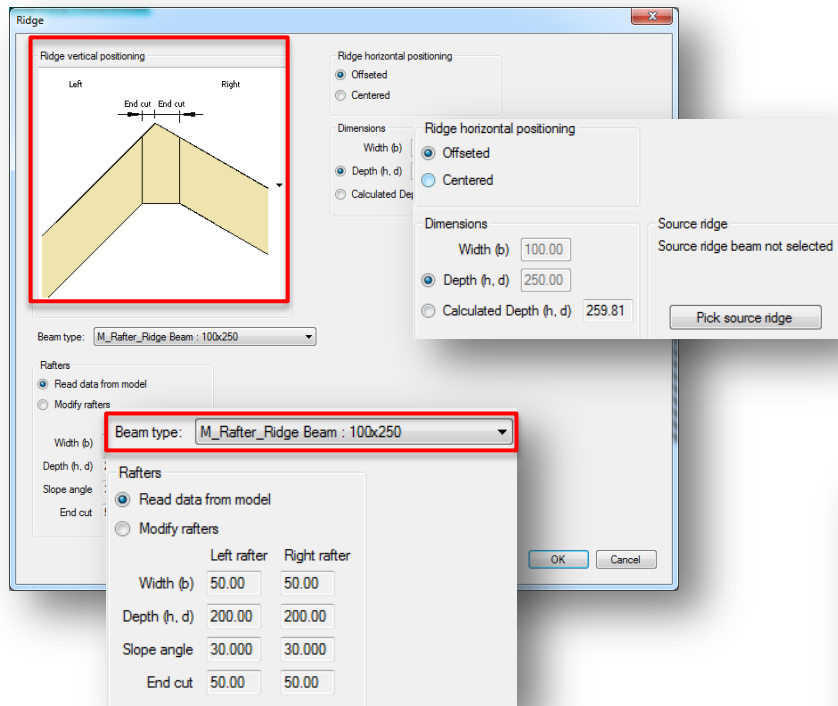 Ridge
Ridge vertical positioning
Left Right
End cut End cut
Ridge horizontal positioning
Offseted
Centered
Dimensions
Width (b)
Depth (h, d)
Calculated
Beam type: M_Rafter_Ridge Beam : 100x250
Rafters
Read data from model
Modify rafters
Width (b)
Depth (h, d)
Slope angle
End cut
OK Cancel
Ridge horizontal positioning
Offseted
Centered
Dimensions
Width (b) 100.00
Depth (h, d) 250.00
Calculated Depth (h, d) 259.81
Source ridge
Source ridge beam not selected
Pick source ridge
Beam type: M_Rafter_Ridge Beam : 100x250
Rafters
Read data from model
Modify rafters
Left rafter Right rafter
Width (b) 50.00 50.00
Depth (h, d) 200.00 200.00
Slope angle 30.000 30.000
End cut 50.00 50.00